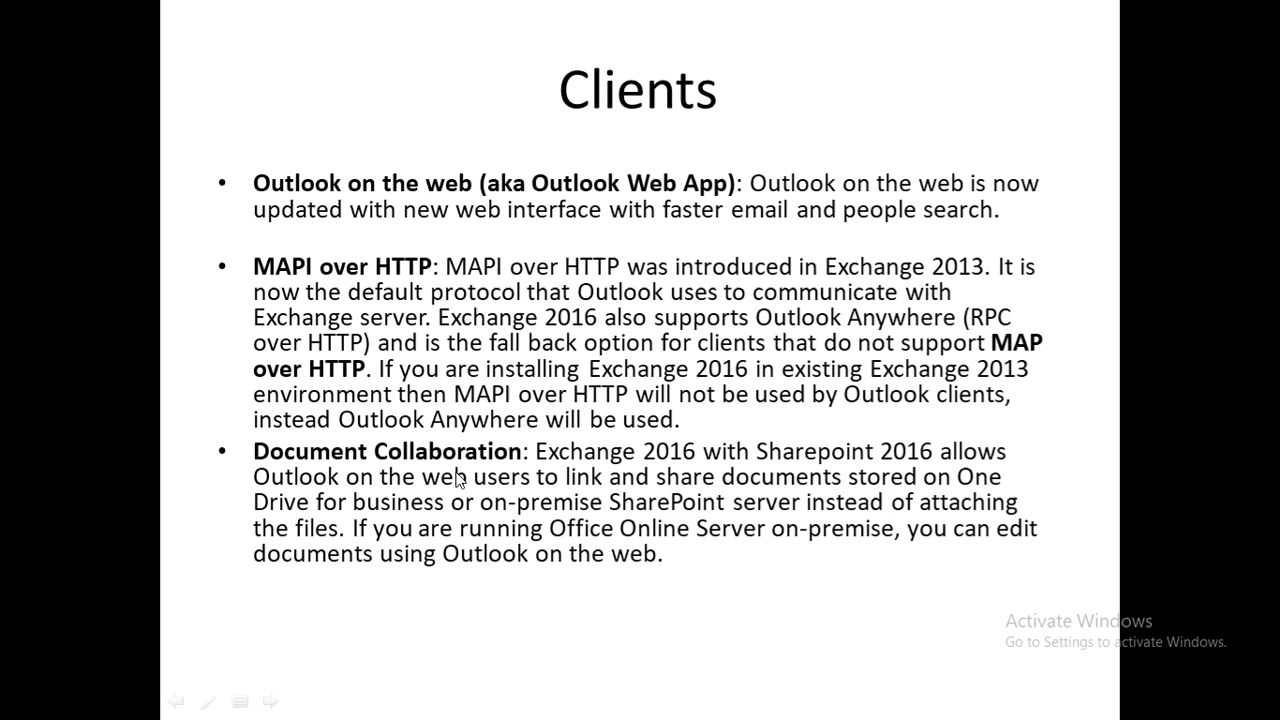 Clients
• Outlook on the web (aka Outlook Web App): Outlook on the web is now
updated with new web interface with faster email and people search.
• MAPI over HTTP: MAPI over HTTP was introduced in Exchange 2013. It is
now the default protocol that Outlook uses to communicate with
Exchange server. Exchange 2016 also supports Outlook Anywhere (RPC
over HTTP) and is the fall back option for clients that do not support MAP
over HTTP. If you are installing Exchange 2016 in existing Exchange 2013
environment then MAPI over HTTP will not be used by Outlook clients,
instead Outlook Anywhere will be used.
• Document Collaboration: Exchange 2016 with Sharepoint 2016 allows
Outlook on the web users to link and share documents stored on One
Drive for business or on-premise SharePoint server instead of attaching
the files. If you are running Office Online Server on-premise, you can edit
documents using Outlook on the web.
Activate Windows
Go to Settings to activate Windows.